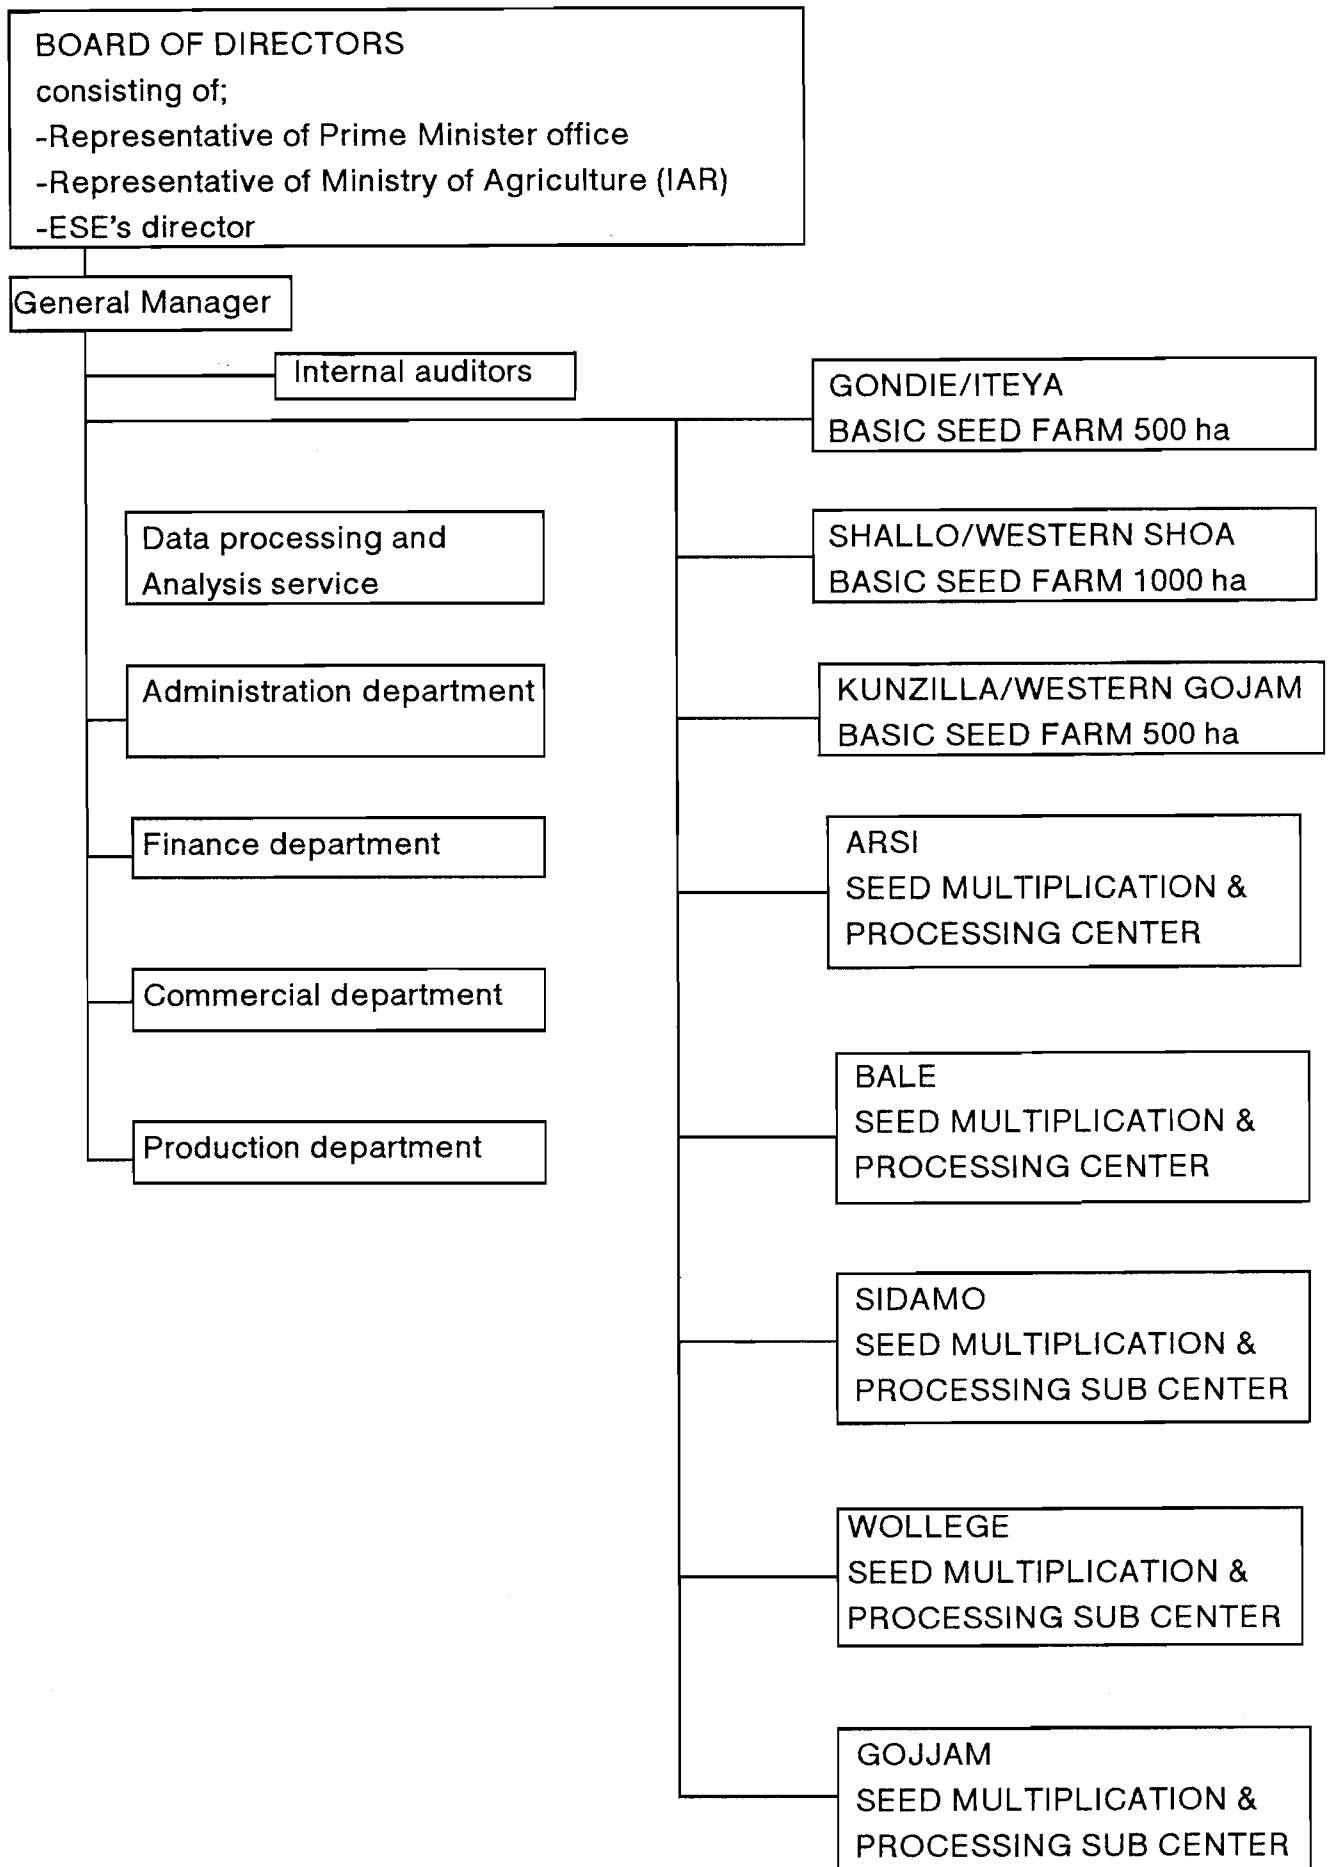 BOARD OF DIRECTORS
consisting of;
-Representative of Prime Minister office
-Representative of Ministry of Agriculture (IAR)
-ESE's director
General Manager
Internal auditors
Data processing and
Analysis service
Administration department
Finance department
Commercial department
Production department
GONDIE/ITEYA
BASIC SEED FARM 500 ha
SHALLO/WESTERN SHOA
BASIC SEED FARM 1000 ha
KUNZILLA/WESTERN GOJAM
BASIC SEED FARM 500 ha
ARSI
SEED MULTIPLICATION &
PROCESSING CENTER
BALE
SEED MULTIPLICATION &
PROCESSING CENTER
SIDAMO
SEED MULTIPLICATION &
PROCESSING SUB CENTER
WOLLEGE
SEED MULTIPLICATION &
PROCESSING SUB CENTER
GOJJAM
SEED MULTIPLICATION &
PROCESSING SUB CENTER